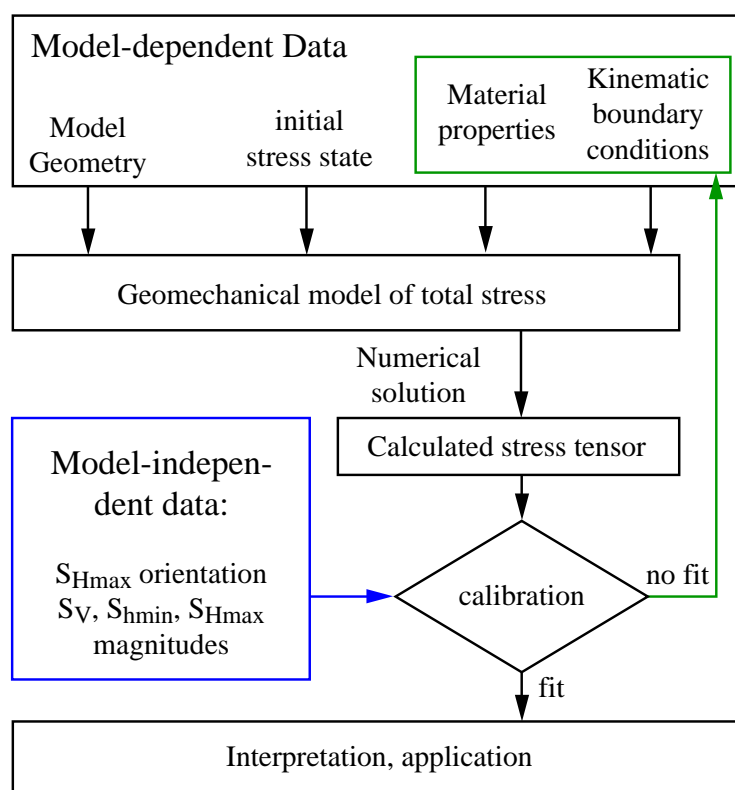 Model-dependent Data
Model
Geometry
initial
stress state
Material
properties
Kinematic
boundary
conditions
Geomechanical model of total stress
Numerical
solution
Calculated stress tensor
Model-indepen-
dent data:
SHmax orientation
SV, Shmin, SHmax
magnitudes
calibration
no fit
fit
Interpretation, application